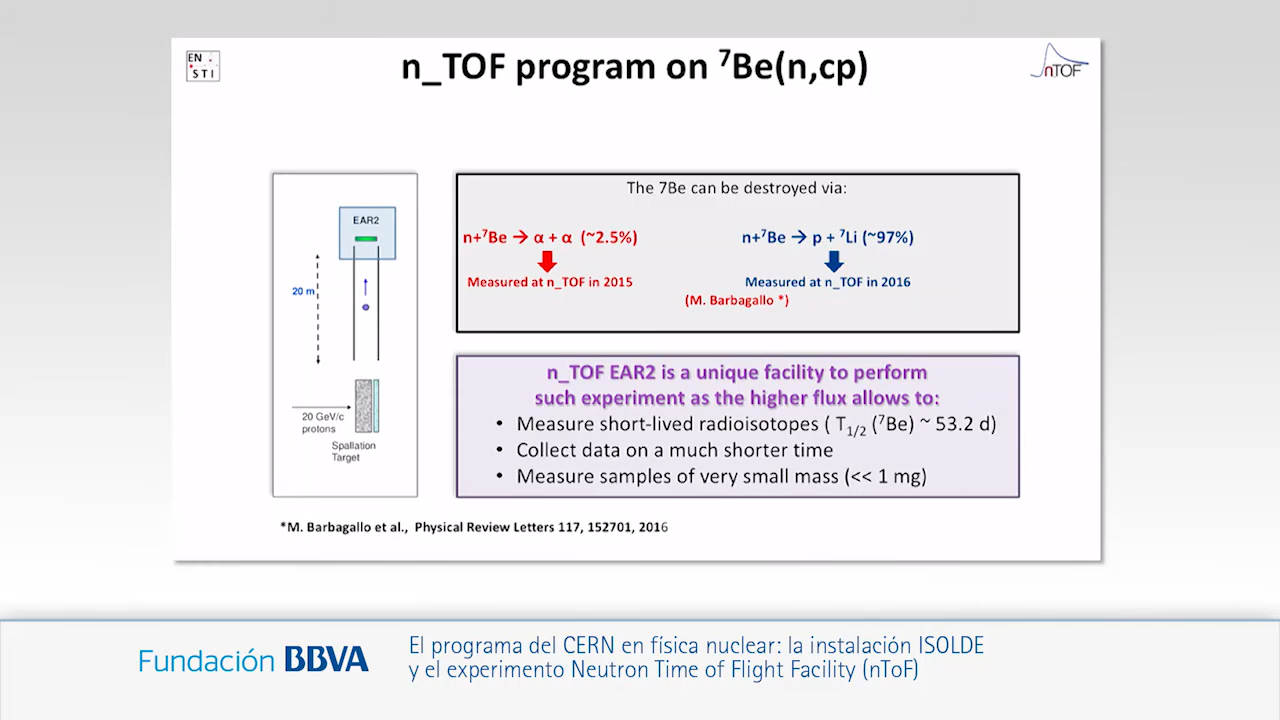 EN
STI
n_TOF program on ⁷Be(n,cp)
nTOF
EAR2
20 m
20 GeV/c
protons
Spallation
Target
The 7Be can be destroyed via:
n+⁷Be → α + α (~2.5%)
n+⁷Be → p + ⁷Li (~97%)
Measured at n_TOF in 2015
Measured at n_TOF in 2016
(M. Barbagallo *)
n_TOF EAR2 is a unique facility to perform
such experiment as the higher flux allows to:
• Measure short-lived radioisotopes ( T₁/₂ (⁷Be) ~ 53.2 d)
• Collect data on a much shorter time
• Measure samples of very small mass (<< 1 mg)
*M. Barbagallo et al., Physical Review Letters 117, 152701, 2016
Fundación BBVA
El programa del CERN en física nuclear: la instalación ISOLDE
y el experimento Neutron Time of Flight Facility (nToF)